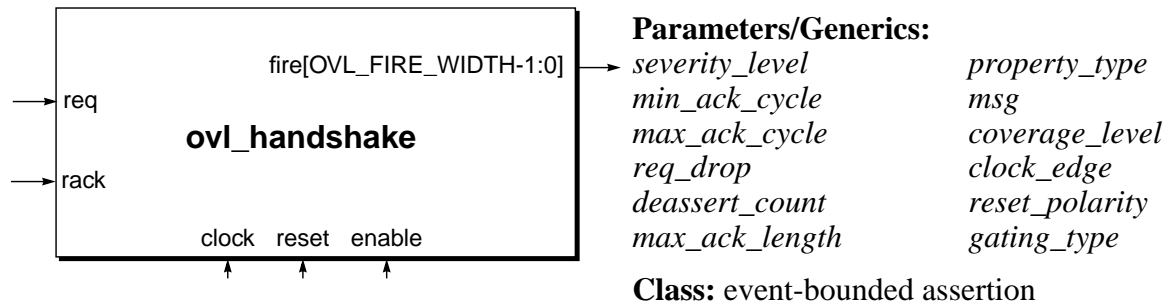 fire[OVL_FIRE_WIDTH-1:0]
req
ovl_handshake
rack
clock reset enable
Parameters/Generics:
severity_level property_type
min_ack_cycle msg
max_ack_cycle coverage_level
req_drop clock_edge
deassert_count reset_polarity
max_ack_length gating_type
Class: event-bounded assertion